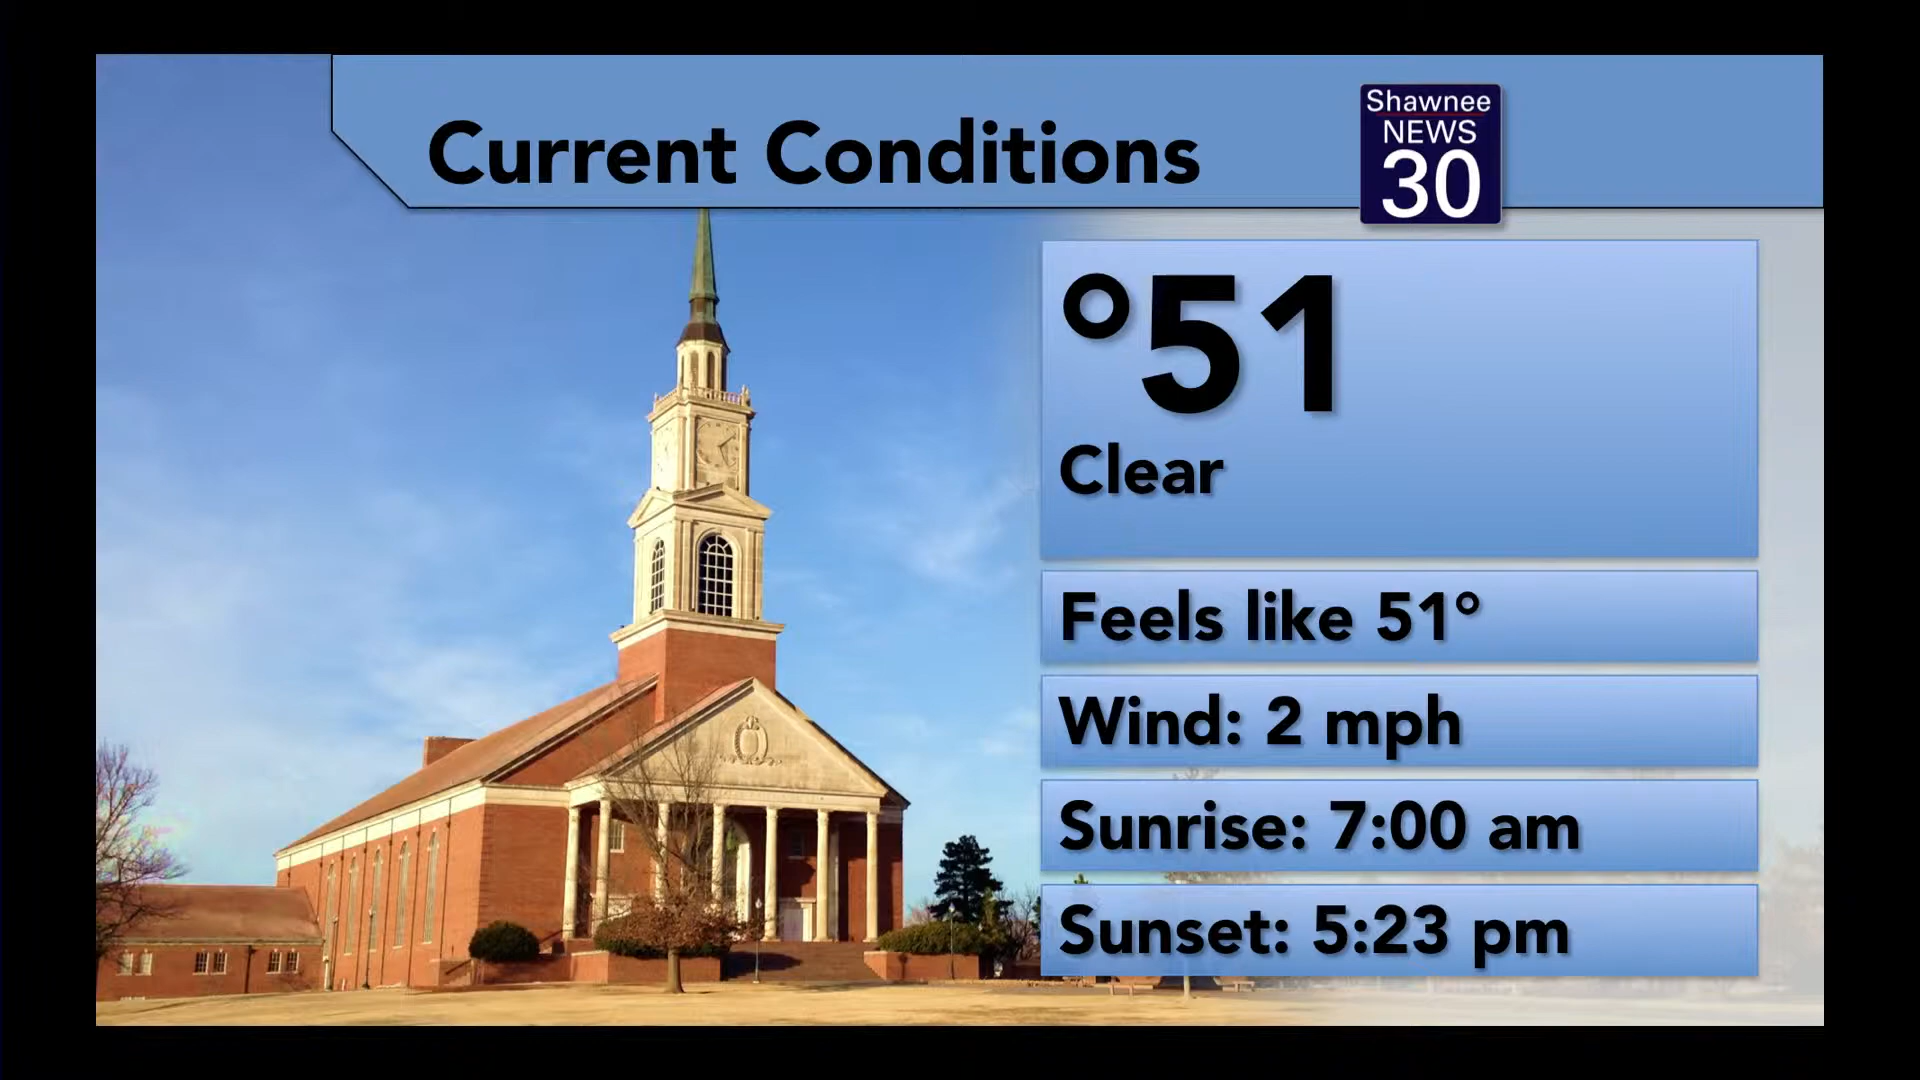 Current Conditions
Shawnee
NEWS
30
°51
Clear
Feels like 51°
Wind: 2 mph
Sunrise: 7:00 am
Sunset: 5:23 pm